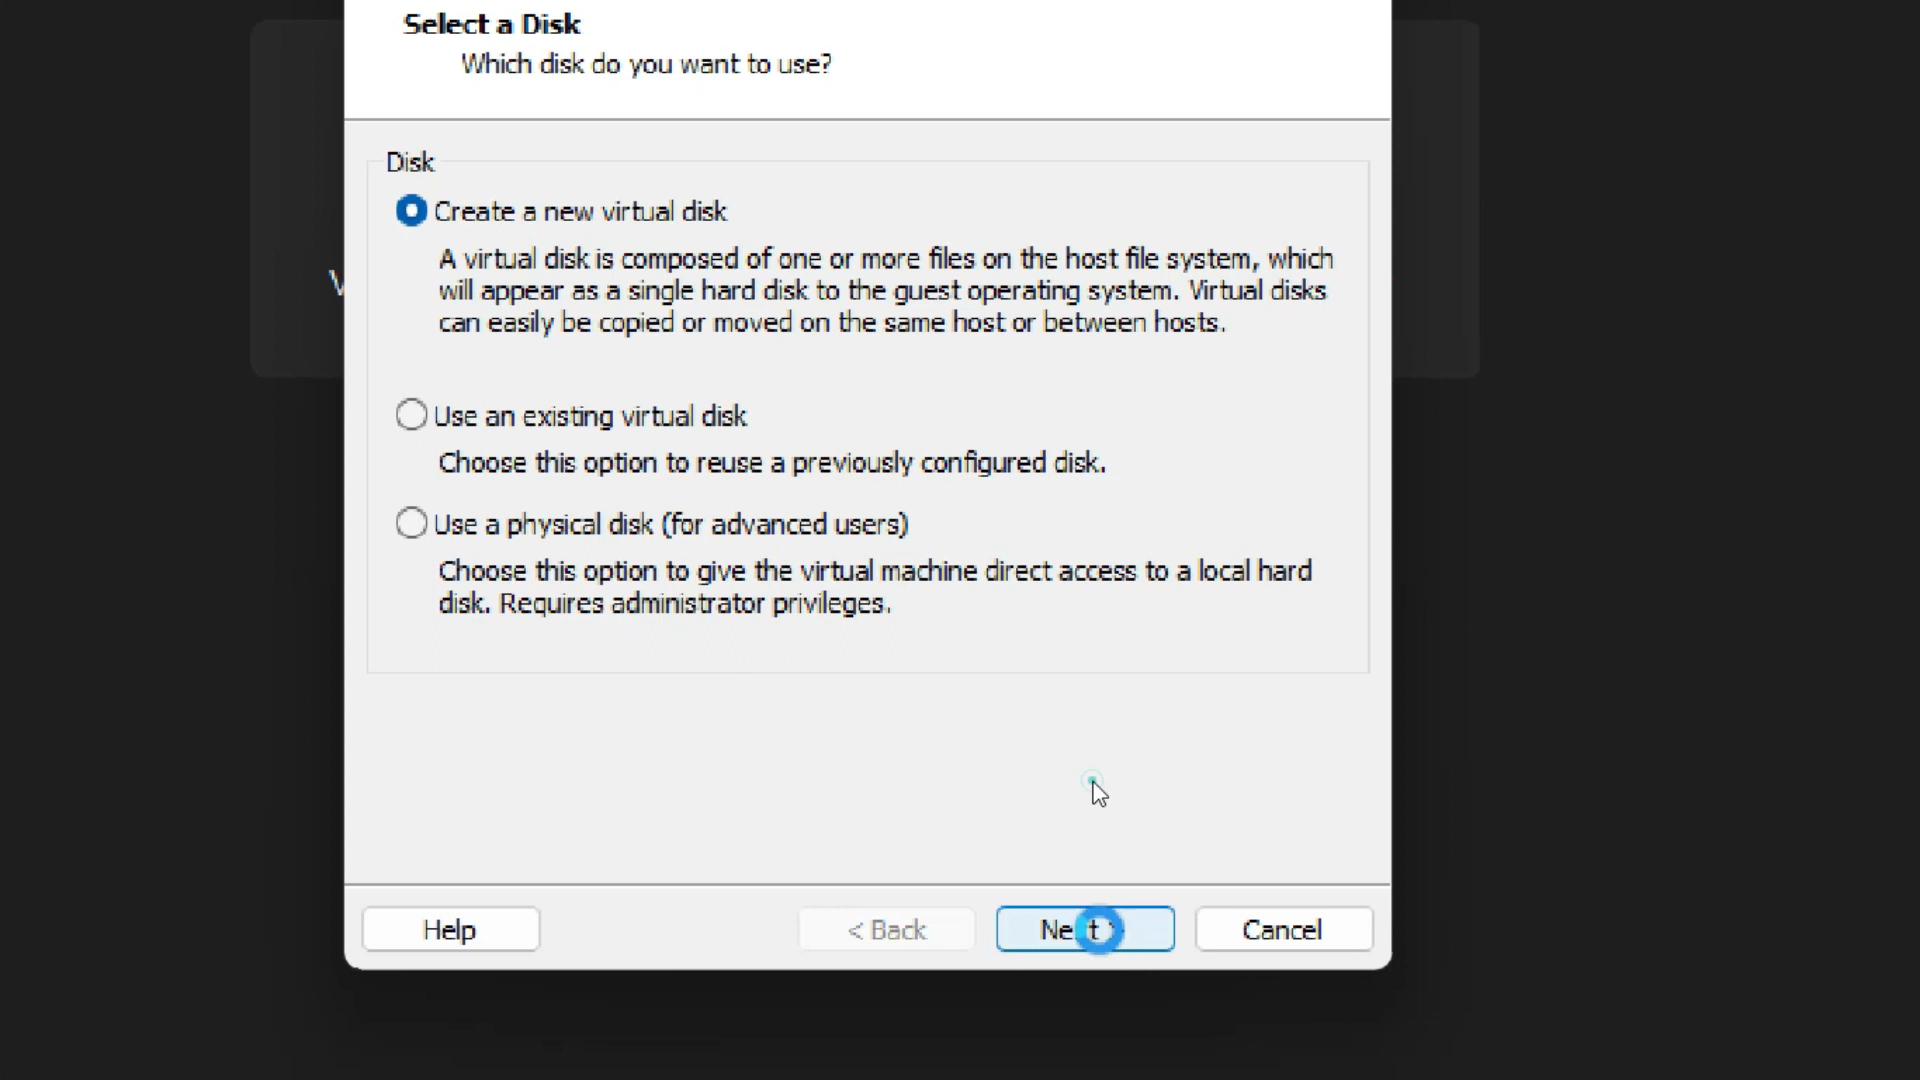 Select a Disk
Which disk do you want to use?
Disk
Create a new virtual disk
A virtual disk is composed of one or more files on the host file system, which
will appear as a single hard disk to the guest operating system. Virtual disks
can easily be copied or moved on the same host or between hosts.
Use an existing virtual disk
Choose this option to reuse a previously configured disk.
Use a physical disk (for advanced users)
Choose this option to give the virtual machine direct access to a local hard
disk. Requires administrator privileges.
Help
< Back
Next >
Cancel